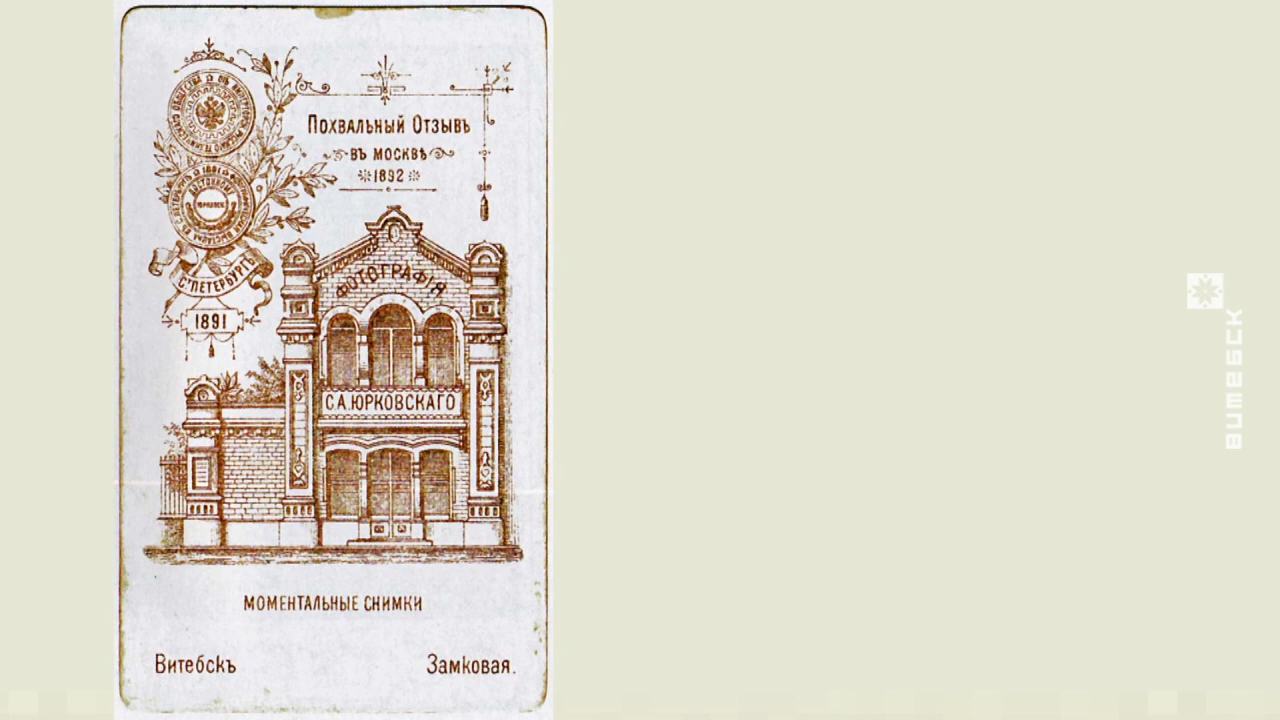 Похвальный Отзывъ
въ москвѣ
1892
С.ПЕТЕРБУРГЪ
1891
ФОТОГРАФІЯ
С.А.ЮРКОВСКАГО
МОМЕНТАЛЬНЫЕ СНИМКИ
Витебскъ Замковая.
ВИТЕБСК